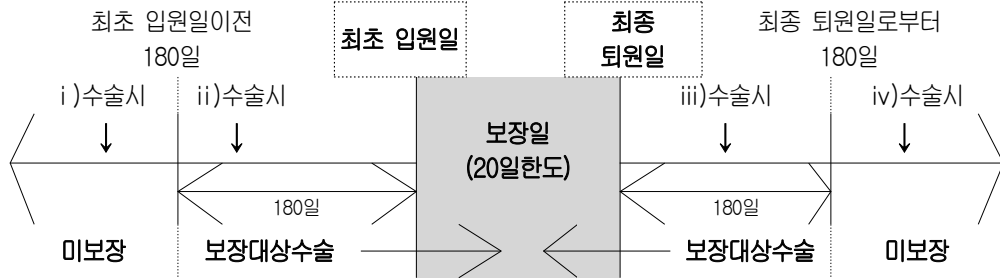 최초 입원일이전
180일
최초 입원일
최종
퇴원일
최종 퇴원일로부터
180일
ⅰ)수술시
ⅱ)수술시
ⅲ)수술시
ⅳ)수술시
보장일
(20일한도)
180일
180일
미보장
보장대상수술
보장대상수술
미보장